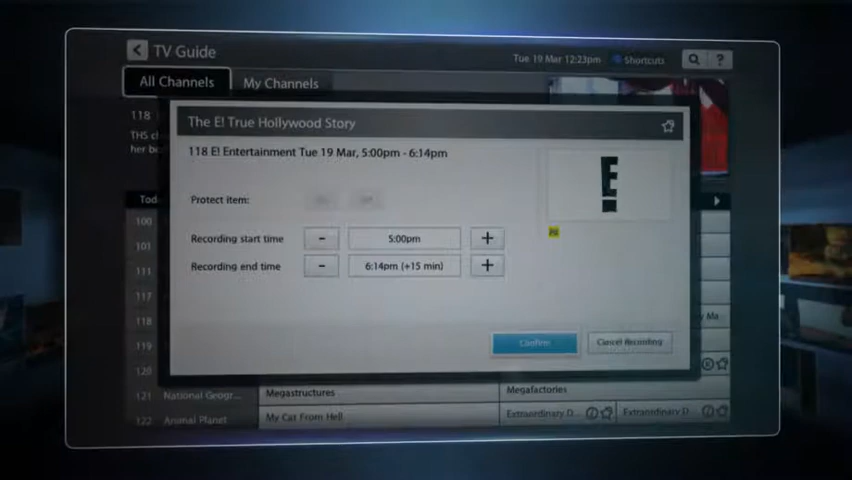 TV Guide
Tue 19 Mar 12:23pm
Shortcuts
?
All Channels
My Channels
118
THS
her
The E! True Hollywood Story
118 E! Entertainment Tue 19 Mar, 5:00pm - 6:14pm
E!
PG
Protect item:
Recording start time
-
5:00pm
+
Recording end time
-
6:14pm (+15 min)
+
Confirm
Cancel Recording
100
101
111
117
118
119
120
121 National Geogr... Megastructures Megafactories
122 Animal Planet My Cat From Hell Extraordinary D... Extraordinary D...